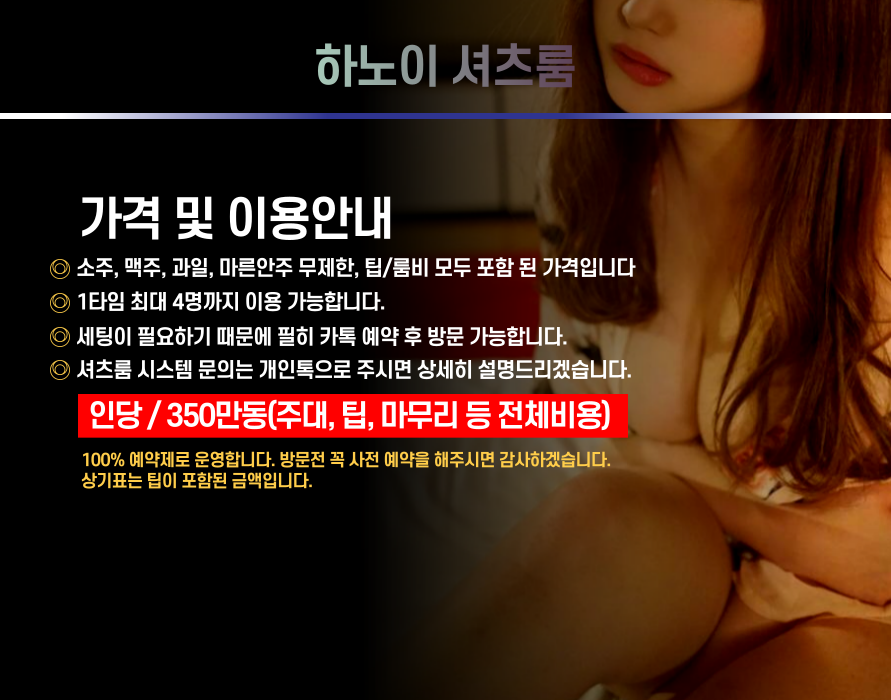 하노이 셔츠룸
가격 및 이용안내
◎ 소주, 맥주, 과일, 마른안주 무제한, 팁/룸비 모두 포함 된 가격입니다
◎ 1타임 최대 4명까지 이용 가능합니다.
◎ 세팅이 필요하기 때문에 필히 카톡 예약 후 방문 가능합니다.
◎ 셔츠룸 시스템 문의는 개인톡으로 주시면 상세히 설명드리겠습니다.
인당 / 350만동(주대, 팁, 마무리 등 전체비용)
100% 예약제로 운영합니다. 방문전 꼭 사전 예약을 해주시면 감사하겠습니다.
상기표는 팁이 포함된 금액입니다.